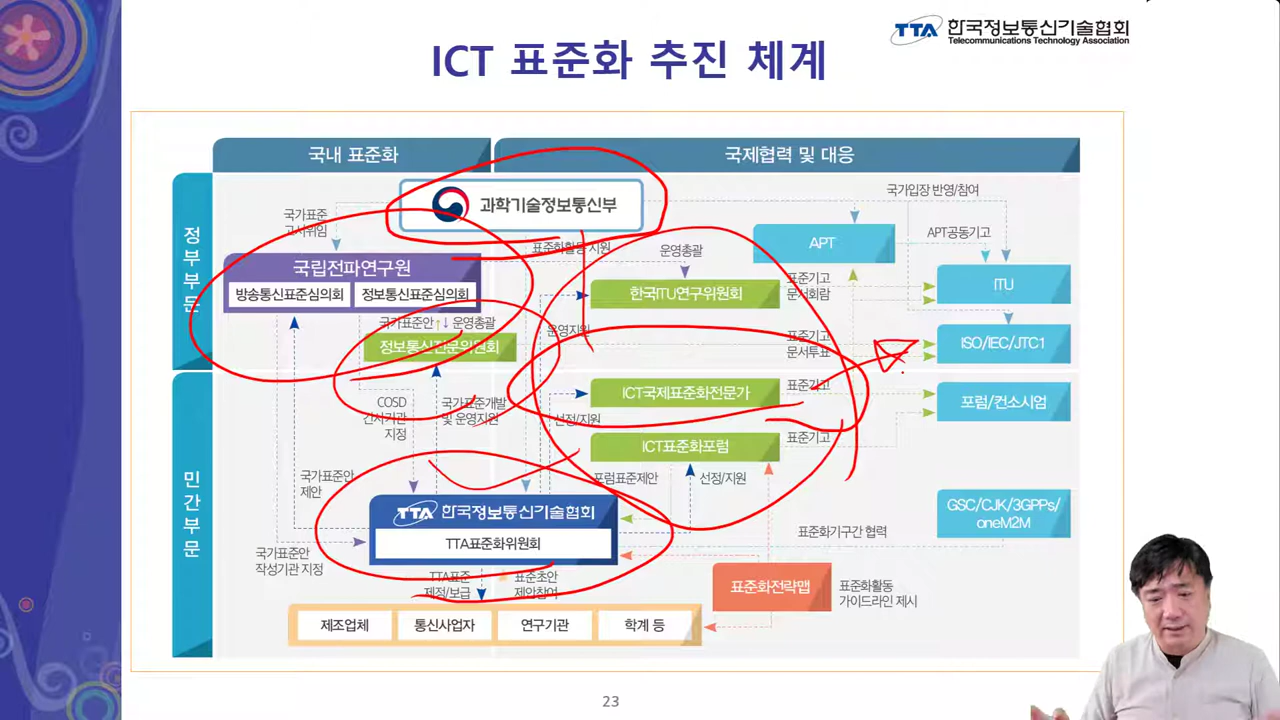 TTA 한국정보통신기술협회
Telecommunications Technology Association
ICT 표준화 추진 체계
국내 표준화
국제협력 및 대응
정부부문
과학기술정보통신부
국가입장 반영/참여
국가표준
고시위임
표준화활동 지원
운영총괄
APT
APT공동기고
국립전파연구원
방송통신표준심의회
정보통신표준심의회
한국ITU연구위원회
표준기고
문서회람
ITU
국가표준안
운영총괄
정보통신전문위원회
운영지원
표준기고
문서투표
ISO/IEC/JTC1
민간부문
COSD
간사기관
지정
국가표준개발
및 운영지원
선정/지원
ICT국제표준화전문가
표준기고
포럼/컨소시엄
ICT표준화포럼
표준기고
국가표준안
제안
포럼표준제안
선정/지원
TTA 한국정보통신기술협회
TTA표준화위원회
GSC/CJK/3GPPs/
oneM2M
표준화기구간 협력
국가표준안
작성기관 지정
TTA표준
제정/보급
표준초안
제안참여
표준화전략맵
표준화활동
가이드라인 제시
제조업체
통신사업자
연구기관
학계 등
23